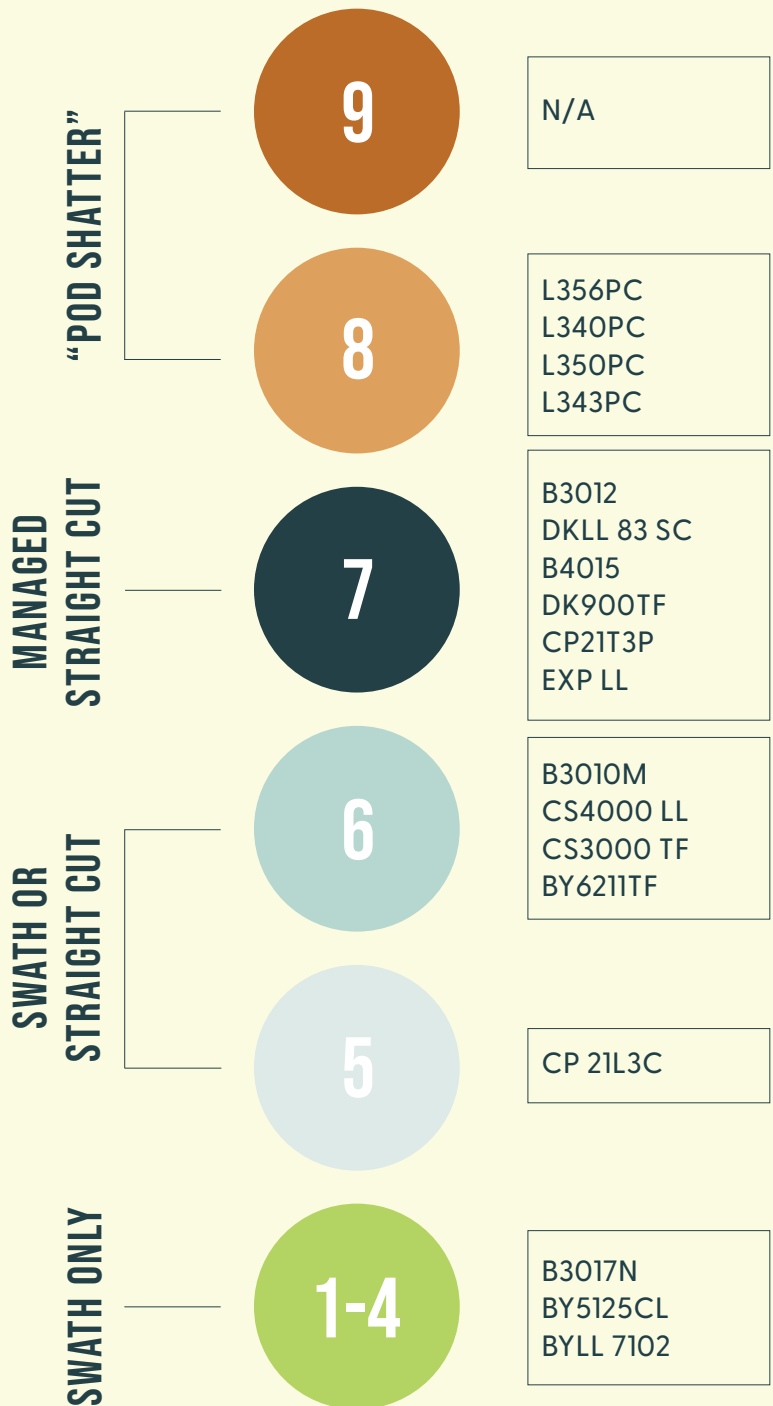 “POD SHATTER”
9
N/A
8
L356PC
L340PC
L350PC
L343PC
MANAGED
STRAIGHT CUT
7
B3012
DKLL 83 SC
B4015
DK900TF
CP21T3P
EXP LL
SWATH OR
STRAIGHT CUT
6
B3010M
CS4000 LL
CS3000 TF
BY6211TF
5
CP 21L3C
SWATH ONLY
1-4
B3017N
BY5125CL
BYLL 7102